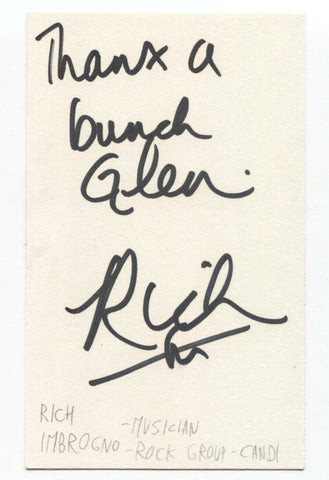 Thanx a
bunch
Glen.
Rich
RICH - MUSICIAN
IMBROGNO - ROCK GROUP - CANDI